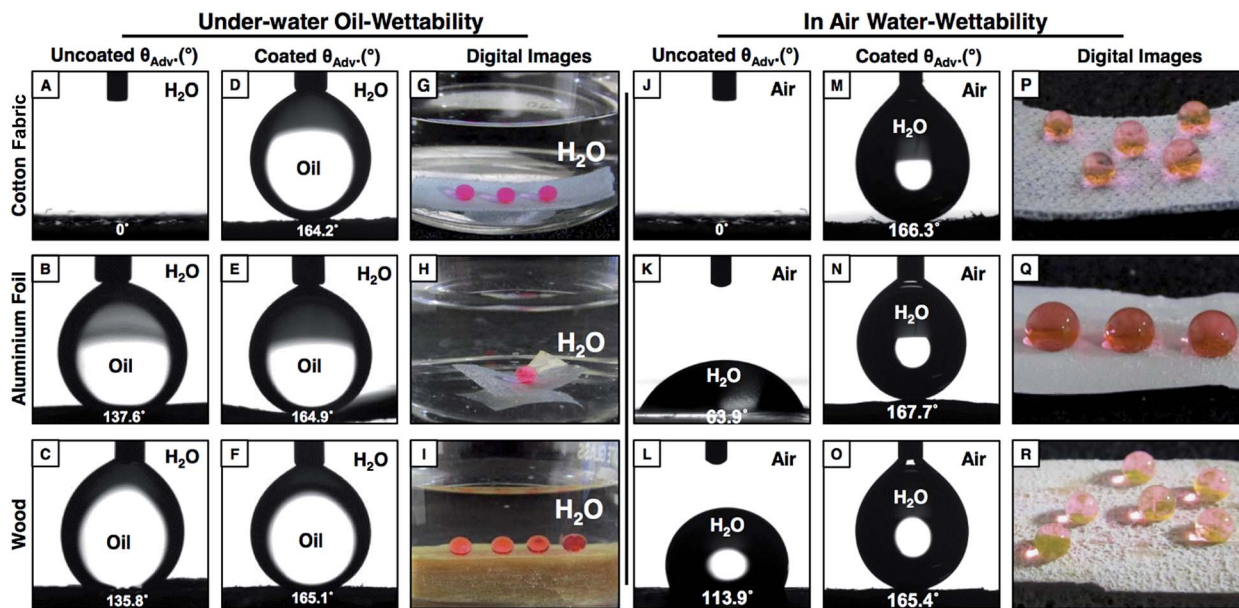 Under-water Oil-Wettability
In Air Water-Wettability
Uncoated θAdv.(°)
Coated θAdv.(°)
Digital Images
Uncoated θAdv.(°)
Coated θAdv.(°)
Digital Images
Cotton Fabric
A
H₂O
0°
D
H₂O
Oil
164.2°
G
H₂O
J
Air
0°
M
Air
H₂O
166.3°
P
Aluminium Foil
B
H₂O
Oil
137.6°
E
H₂O
Oil
164.9°
H
H₂O
K
Air
H₂O
63.9°
N
Air
H₂O
167.7°
Q
Wood
C
H₂O
Oil
135.8°
F
H₂O
Oil
165.1°
I
H₂O
L
Air
H₂O
113.9°
O
Air
H₂O
165.4°
R